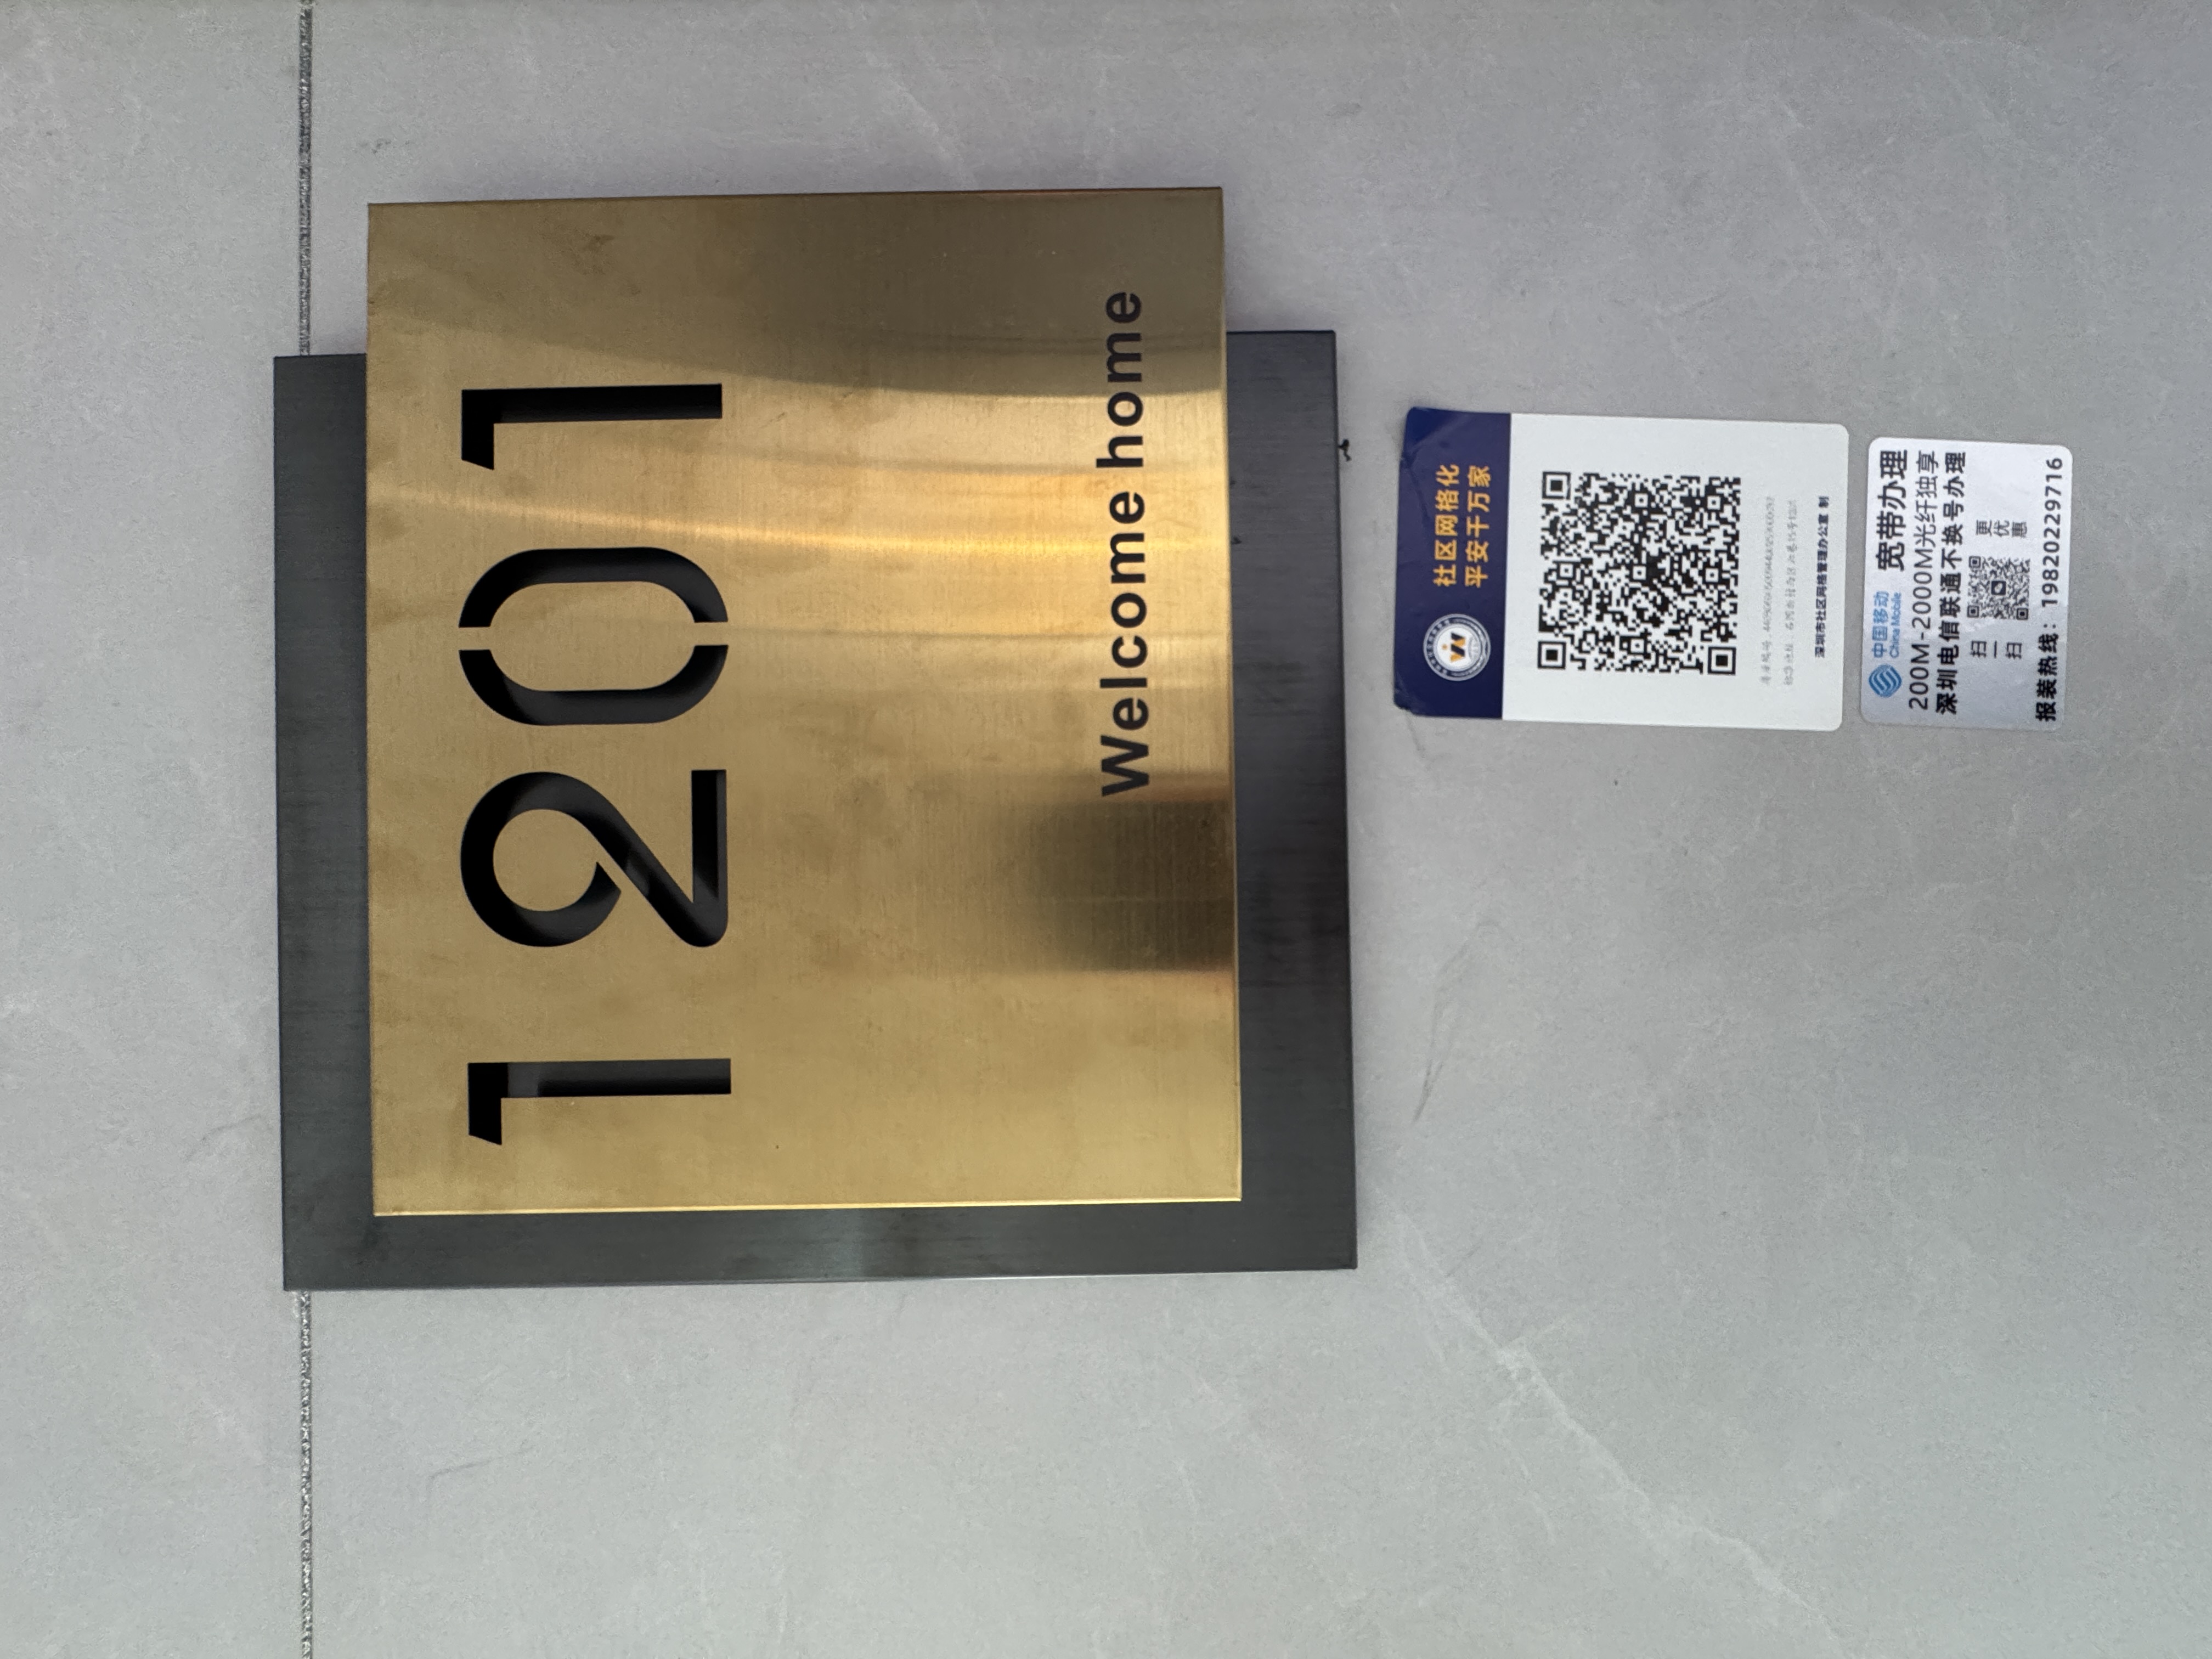 1201
Welcome home
社区网格化
平安千万家
深圳市社区网格管理办公室 制
中国移动
China Mobile
宽带办理
200M-2000M光纤独享
深圳电信联通不换号办理
扫一扫
更优惠
报装热线：19820229716